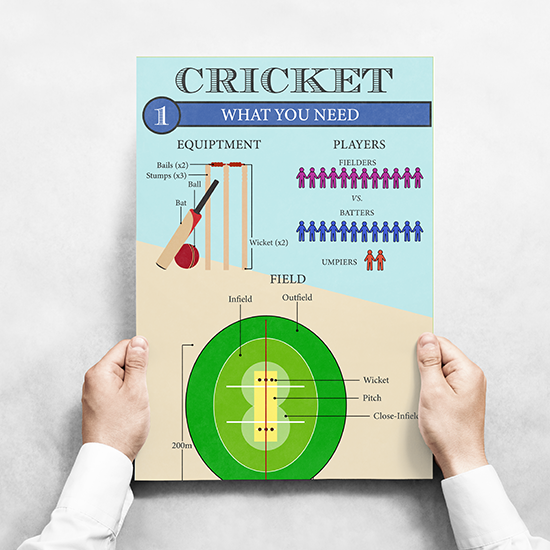 CRICKET
1 WHAT YOU NEED
EQUIPTMENT
Bails (x2)
Stumps (x3)
Ball
Bat
Wicket (x2)
PLAYERS
FIELDERS
VS.
BATTERS
UMPIERS
FIELD
Infield
Outfield
Wicket
Pitch
Close-Infield
200m